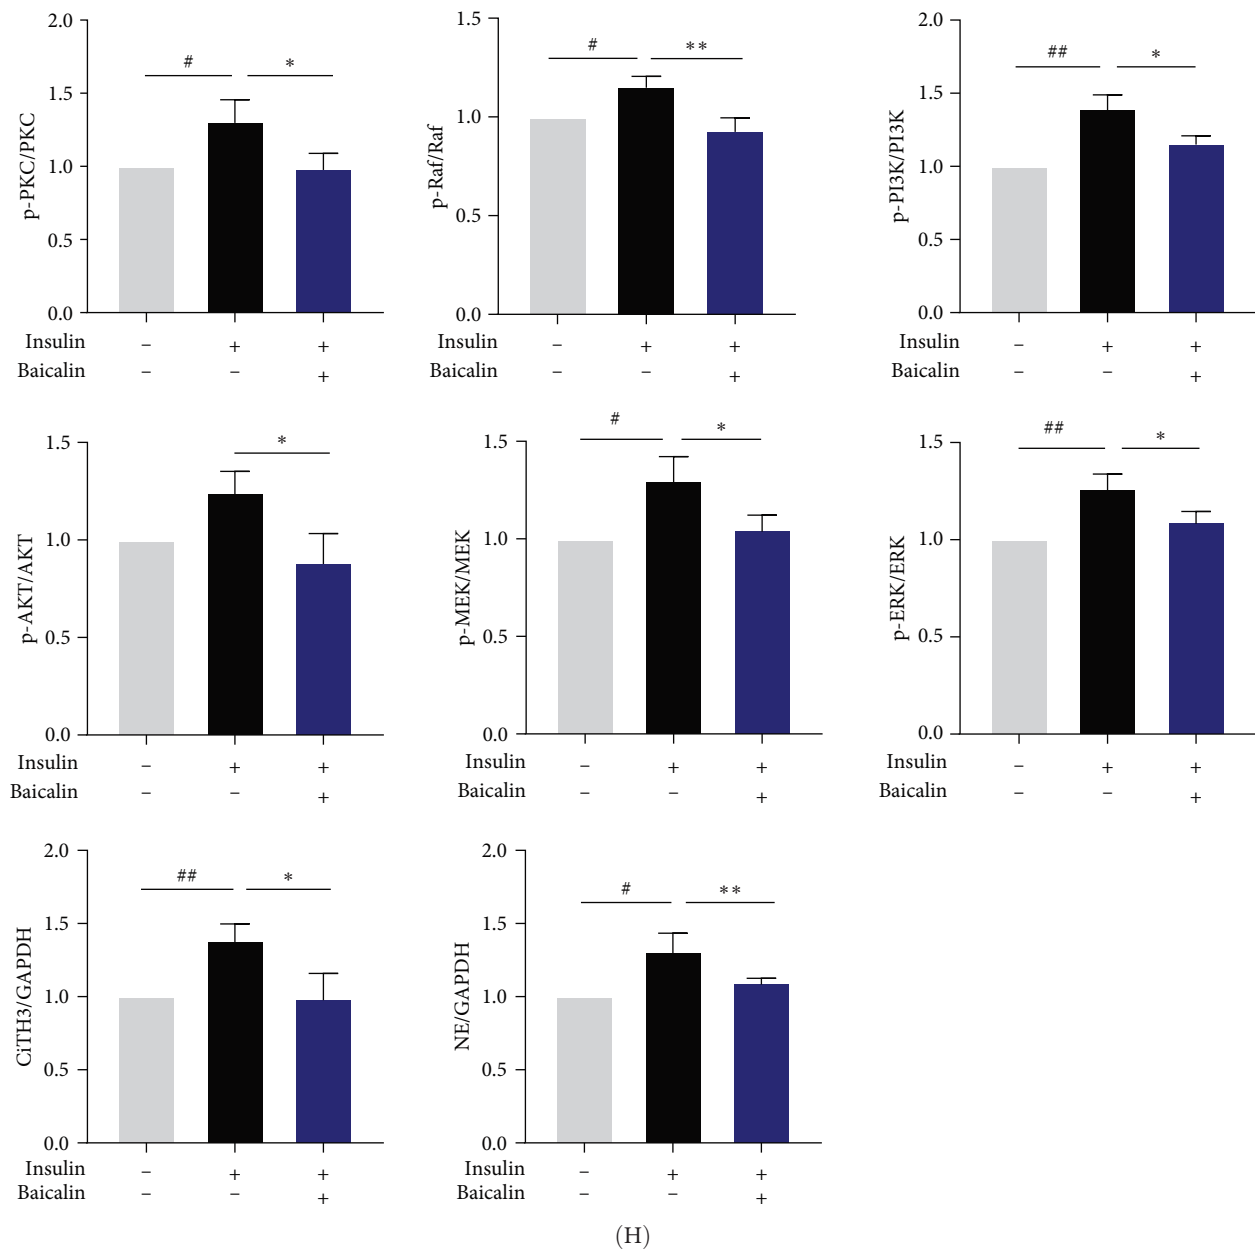 # *
2.0
1.5
1.0
0.5
0.0
p-PKC/PKC
Insulin – + +
Baicalin – – +
# **
1.5
1.0
0.5
0.0
p-Raf/Raf
Insulin – + +
Baicalin – – +
## *
2.0
1.5
1.0
0.5
0.0
p-PI3K/PI3K
Insulin – + +
Baicalin – – +
*
1.5
1.0
0.5
0.0
p-AKT/AKT
Insulin – + +
Baicalin – – +
# *
1.5
1.0
0.5
0.0
p-MEK/MEK
Insulin – + +
Baicalin – – +
## *
1.5
1.0
0.5
0.0
p-ERK/ERK
Insulin – + +
Baicalin – – +
## *
2.0
1.5
1.0
0.5
0.0
CiTH3/GAPDH
Insulin – + +
Baicalin – – +
# **
2.0
1.5
1.0
0.5
0.0
NE/GAPDH
Insulin – + +
Baicalin – – +
(H)